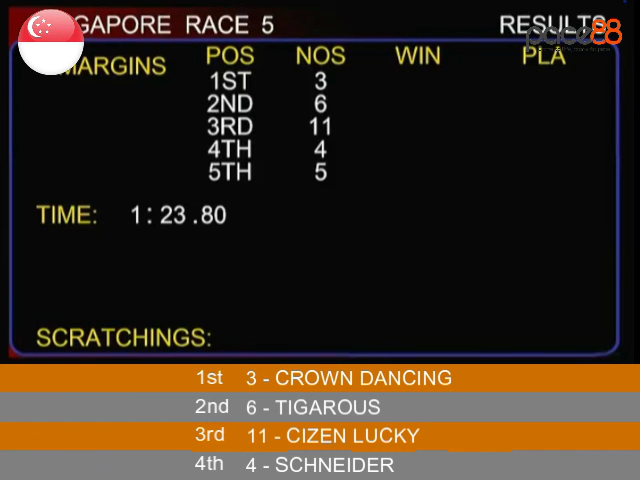 GAPORE RACE 5 RESULTS
pace88
MARGINS POS NOS WIN PLA
1ST 3
2ND 6
3RD 11
4TH 4
5TH 5
TIME: 1: 23 .80
SCRATCHINGS:
1st 3 - CROWN DANCING
2nd 6 - TIGAROUS
3rd 11 - CIZEN LUCKY
4th 4 - SCHNEIDER